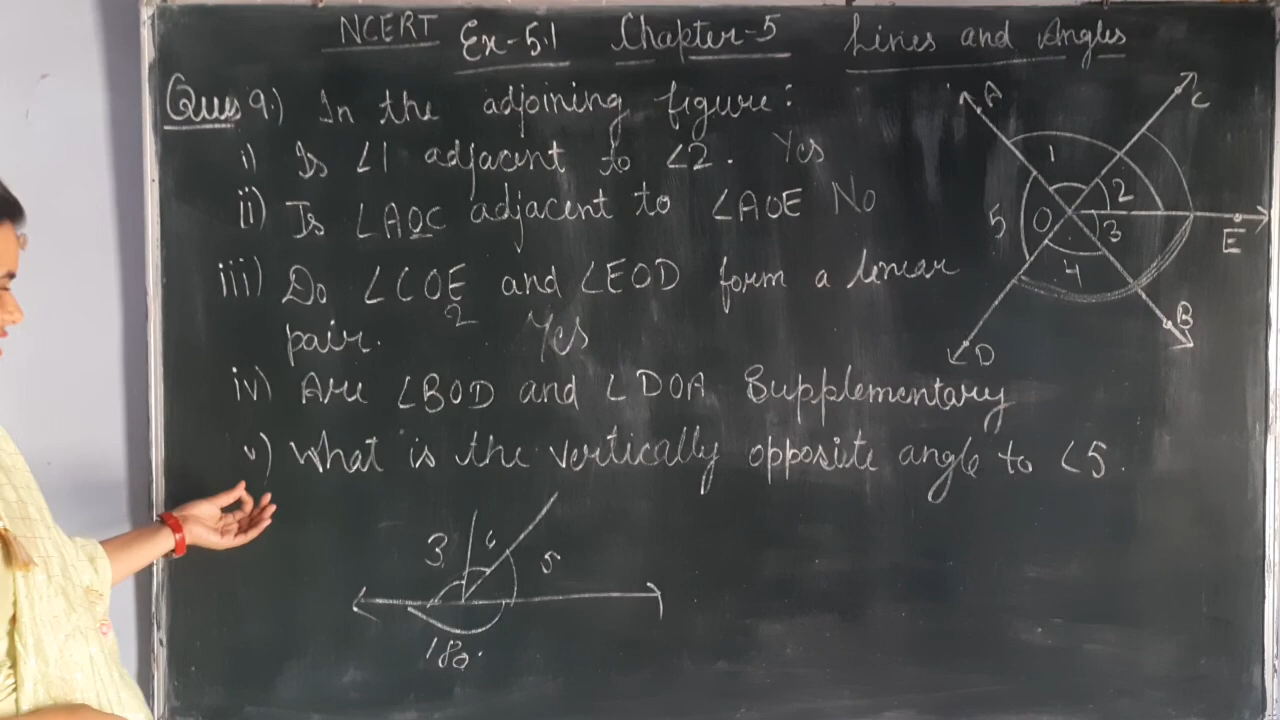 NCERT Ex-5.1 Chapter-5 Lines and Angles
Ques 9.) In the adjoining figure:
i) Is ∠1 adjacent to ∠2. Yes
ii) Is ∠AOC adjacent to ∠AOE No
iii) Do ∠COE and ∠EOD form a linear
pair. 2 Yes
iv) Are ∠BOD and ∠DOA Supplementary
v) What is the vertically opposite angle to ∠5.
A
C
1
2
5
O
3
E
4
B
D
3
5
180°